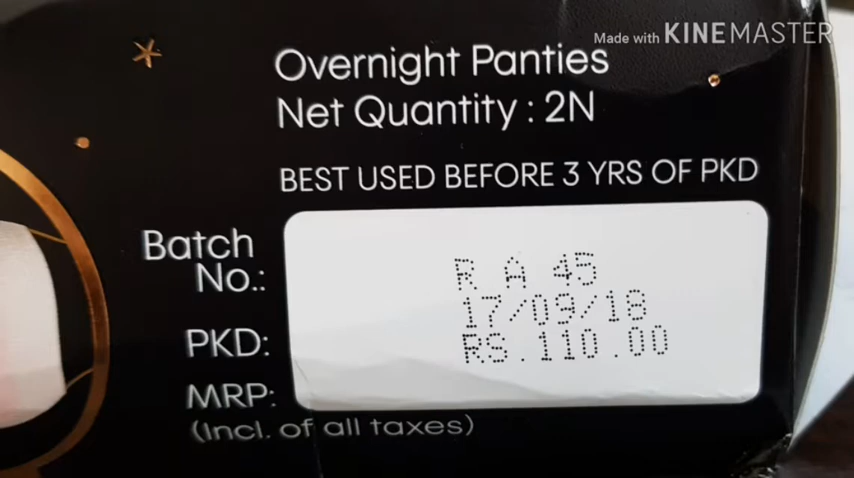 Made with KINEMASTER
Overnight Panties
Net Quantity : 2N
BEST USED BEFORE 3 YRS OF PKD
Batch
No.:
R A 45
17/09/18
PKD:
RS.110.00
MRP:
(Incl. of all taxes)